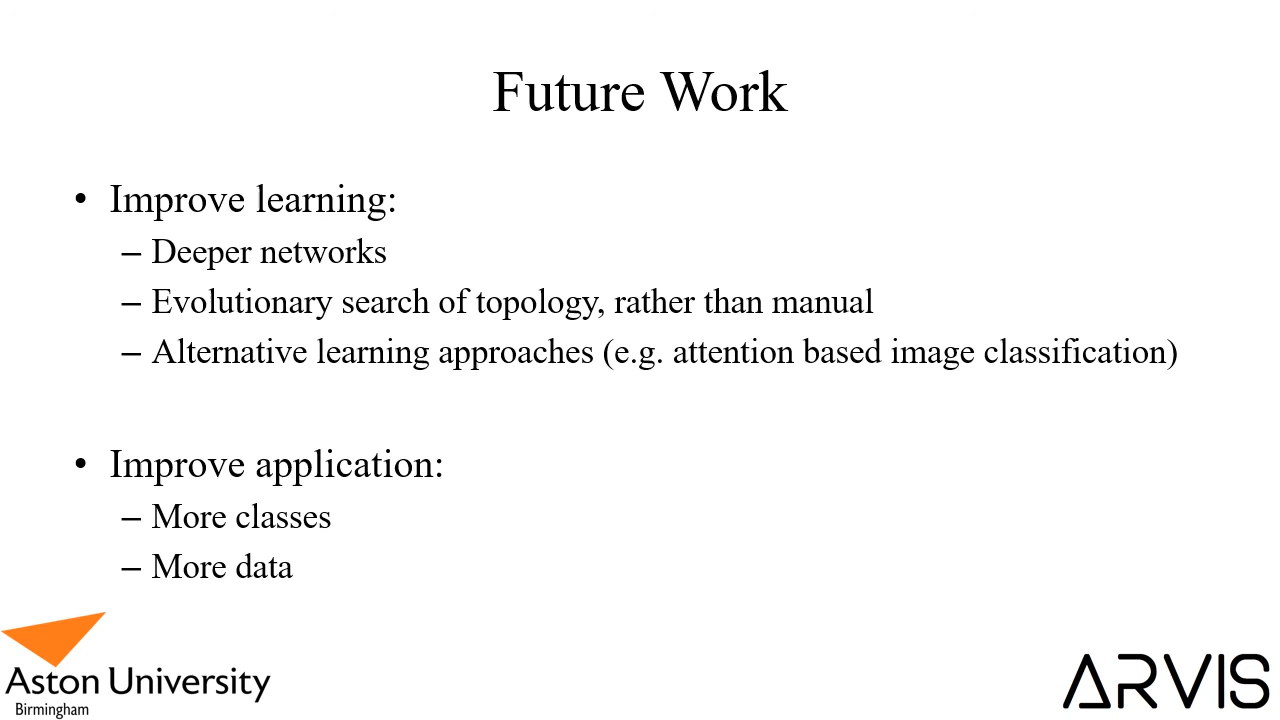 Future Work
• Improve learning:
– Deeper networks
– Evolutionary search of topology, rather than manual
– Alternative learning approaches (e.g. attention based image classification)
• Improve application:
– More classes
– More data
Aston University
Birmingham
ARVIS